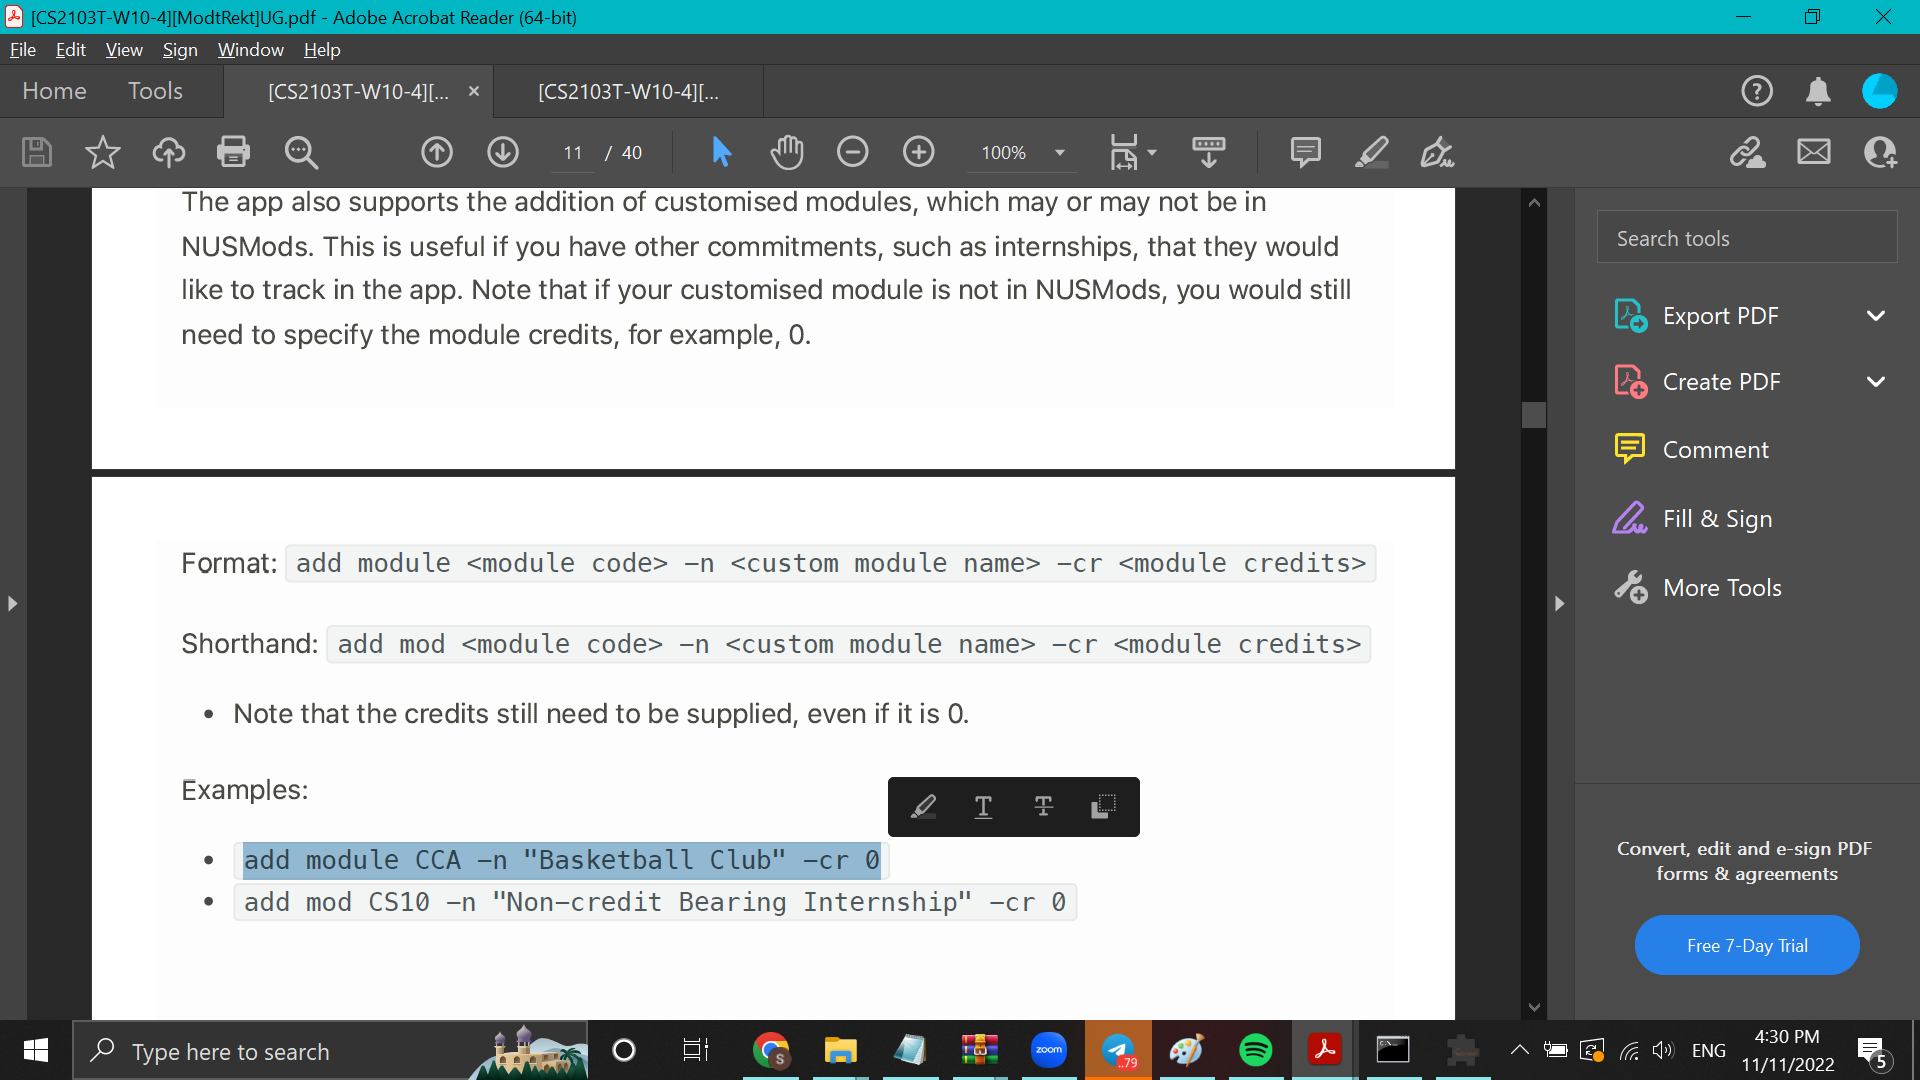 [CS2103T-W10-4][ModtRekt]UG.pdf - Adobe Acrobat Reader (64-bit)
File Edit View Sign Window Help
Home Tools [CS2103T-W10-4][... × [CS2103T-W10-4][...
11 / 40 100%
The app also supports the addition of customised modules, which may or may not be in
NUSMods. This is useful if you have other commitments, such as internships, that they would
like to track in the app. Note that if your customised module is not in NUSMods, you would still
need to specify the module credits, for example, 0.
Format: add module <module code> -n <custom module name> -cr <module credits>
Shorthand: add mod <module code> -n <custom module name> -cr <module credits>
• Note that the credits still need to be supplied, even if it is 0.
Examples:
• add module CCA -n "Basketball Club" -cr 0
• add mod CS10 -n "Non-credit Bearing Internship" -cr 0
Search tools
Export PDF
Create PDF
Comment
Fill & Sign
More Tools
Convert, edit and e-sign PDF
forms & agreements
Free 7-Day Trial
Type here to search
S
zoom
..79
ENG
4:30 PM
11/11/2022
5